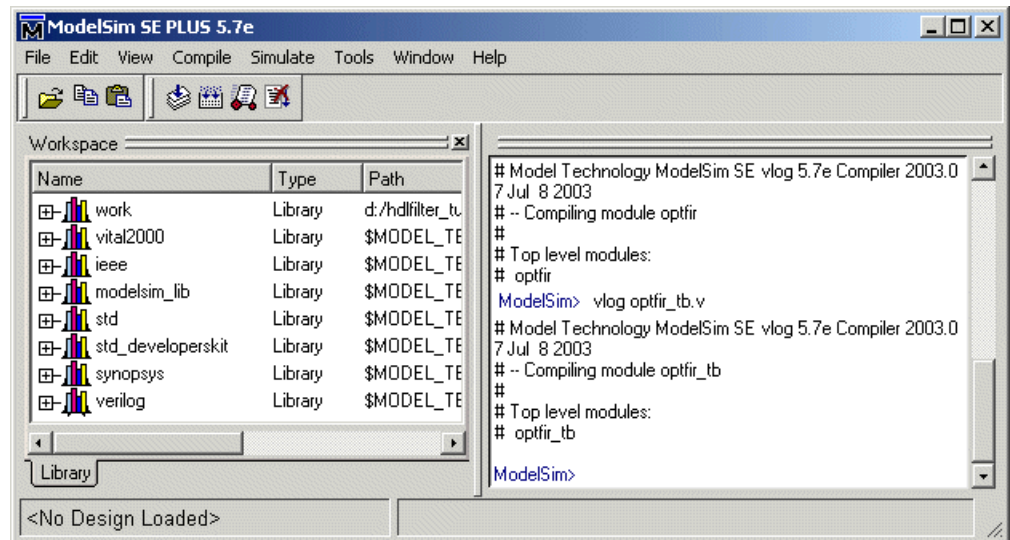 ModelSim SE PLUS 5.7e
File Edit View Compile Simulate Tools Window Help
Workspace
Name Type Path
work Library d:/hdlfilter_tu
vital2000 Library $MODEL_TE
ieee Library $MODEL_TE
modelsim_lib Library $MODEL_TE
std Library $MODEL_TE
std_developerskit Library $MODEL_TE
synopsys Library $MODEL_TE
verilog Library $MODEL_TE
Library
# Model Technology ModelSim SE vlog 5.7e Compiler 2003.0
7 Jul 8 2003
# -- Compiling module optfir
#
# Top level modules:
# optfir
ModelSim> vlog optfir_tb.v
# Model Technology ModelSim SE vlog 5.7e Compiler 2003.0
7 Jul 8 2003
# -- Compiling module optfir_tb
#
# Top level modules:
# optfir_tb
ModelSim>
<No Design Loaded>